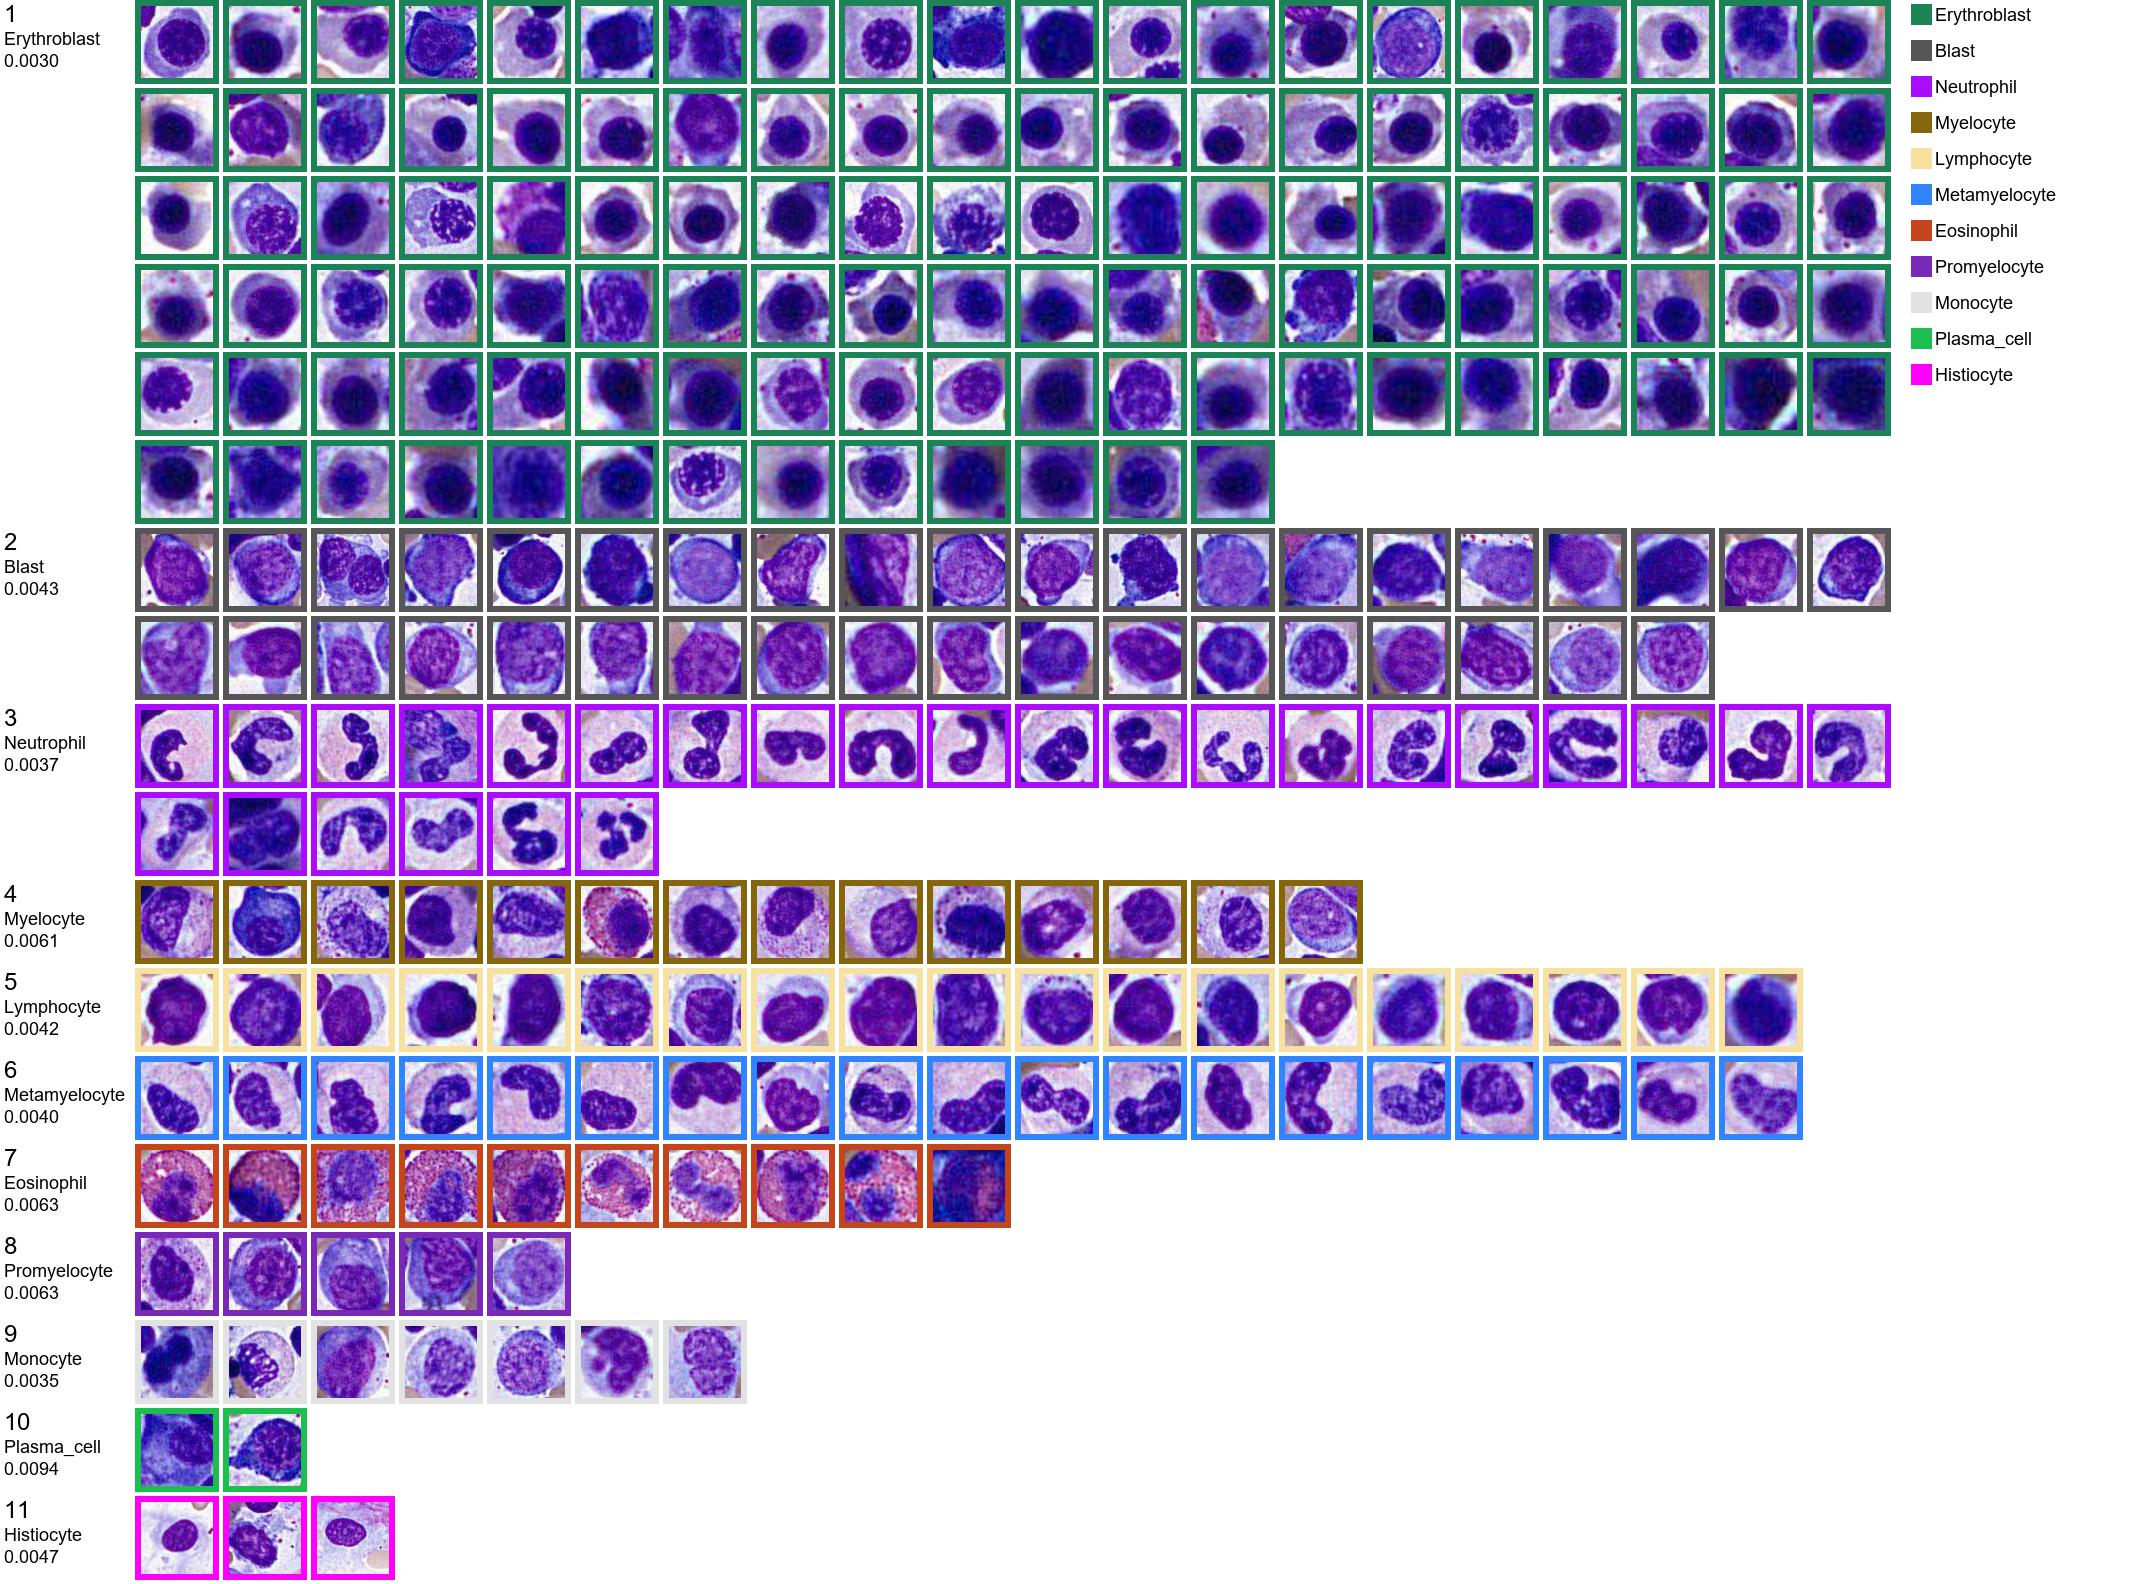 1
Erythroblast
0.0030
2
Blast
0.0043
3
Neutrophil
0.0037
4
Myelocyte
0.0061
5
Lymphocyte
0.0042
6
Metamyelocyte
0.0040
7
Eosinophil
0.0063
8
Promyelocyte
0.0063
9
Monocyte
0.0035
10
Plasma_cell
0.0094
11
Histiocyte
0.0047
Erythroblast
Blast
Neutrophil
Myelocyte
Lymphocyte
Metamyelocyte
Eosinophil
Promyelocyte
Monocyte
Plasma_cell
Histiocyte